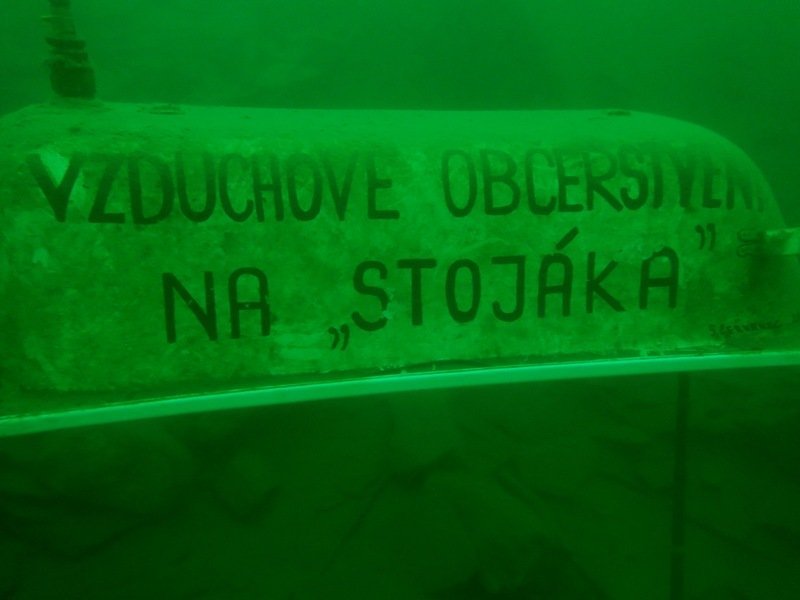 VZDUCHOVÉ OBČERSTVENÍ
NA „STOJÁKA”